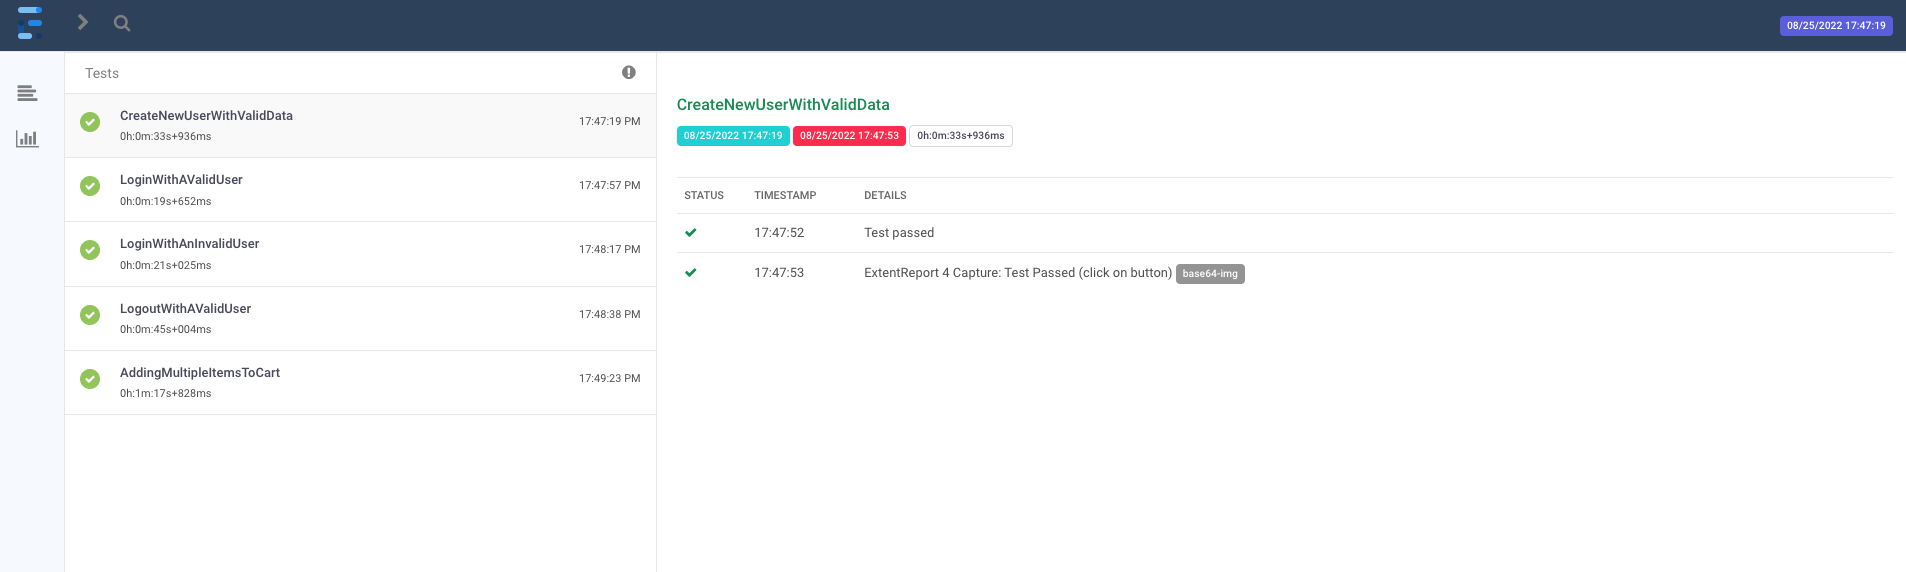 08/25/2022 17:47:19
Tests
CreateNewUserWithValidData
0h:0m:33s+936ms
17:47:19 PM
LoginWithAValidUser
0h:0m:19s+652ms
17:47:57 PM
LoginWithAnInvalidUser
0h:0m:21s+025ms
17:48:17 PM
LogoutWithAValidUser
0h:0m:45s+004ms
17:48:38 PM
AddingMultipleItemsToCart
0h:1m:17s+828ms
17:49:23 PM
CreateNewUserWithValidData
08/25/2022 17:47:19 08/25/2022 17:47:53 0h:0m:33s+936ms
STATUS TIMESTAMP DETAILS
17:47:52 Test passed
17:47:53 ExtentReport 4 Capture: Test Passed (click on button) base64-img